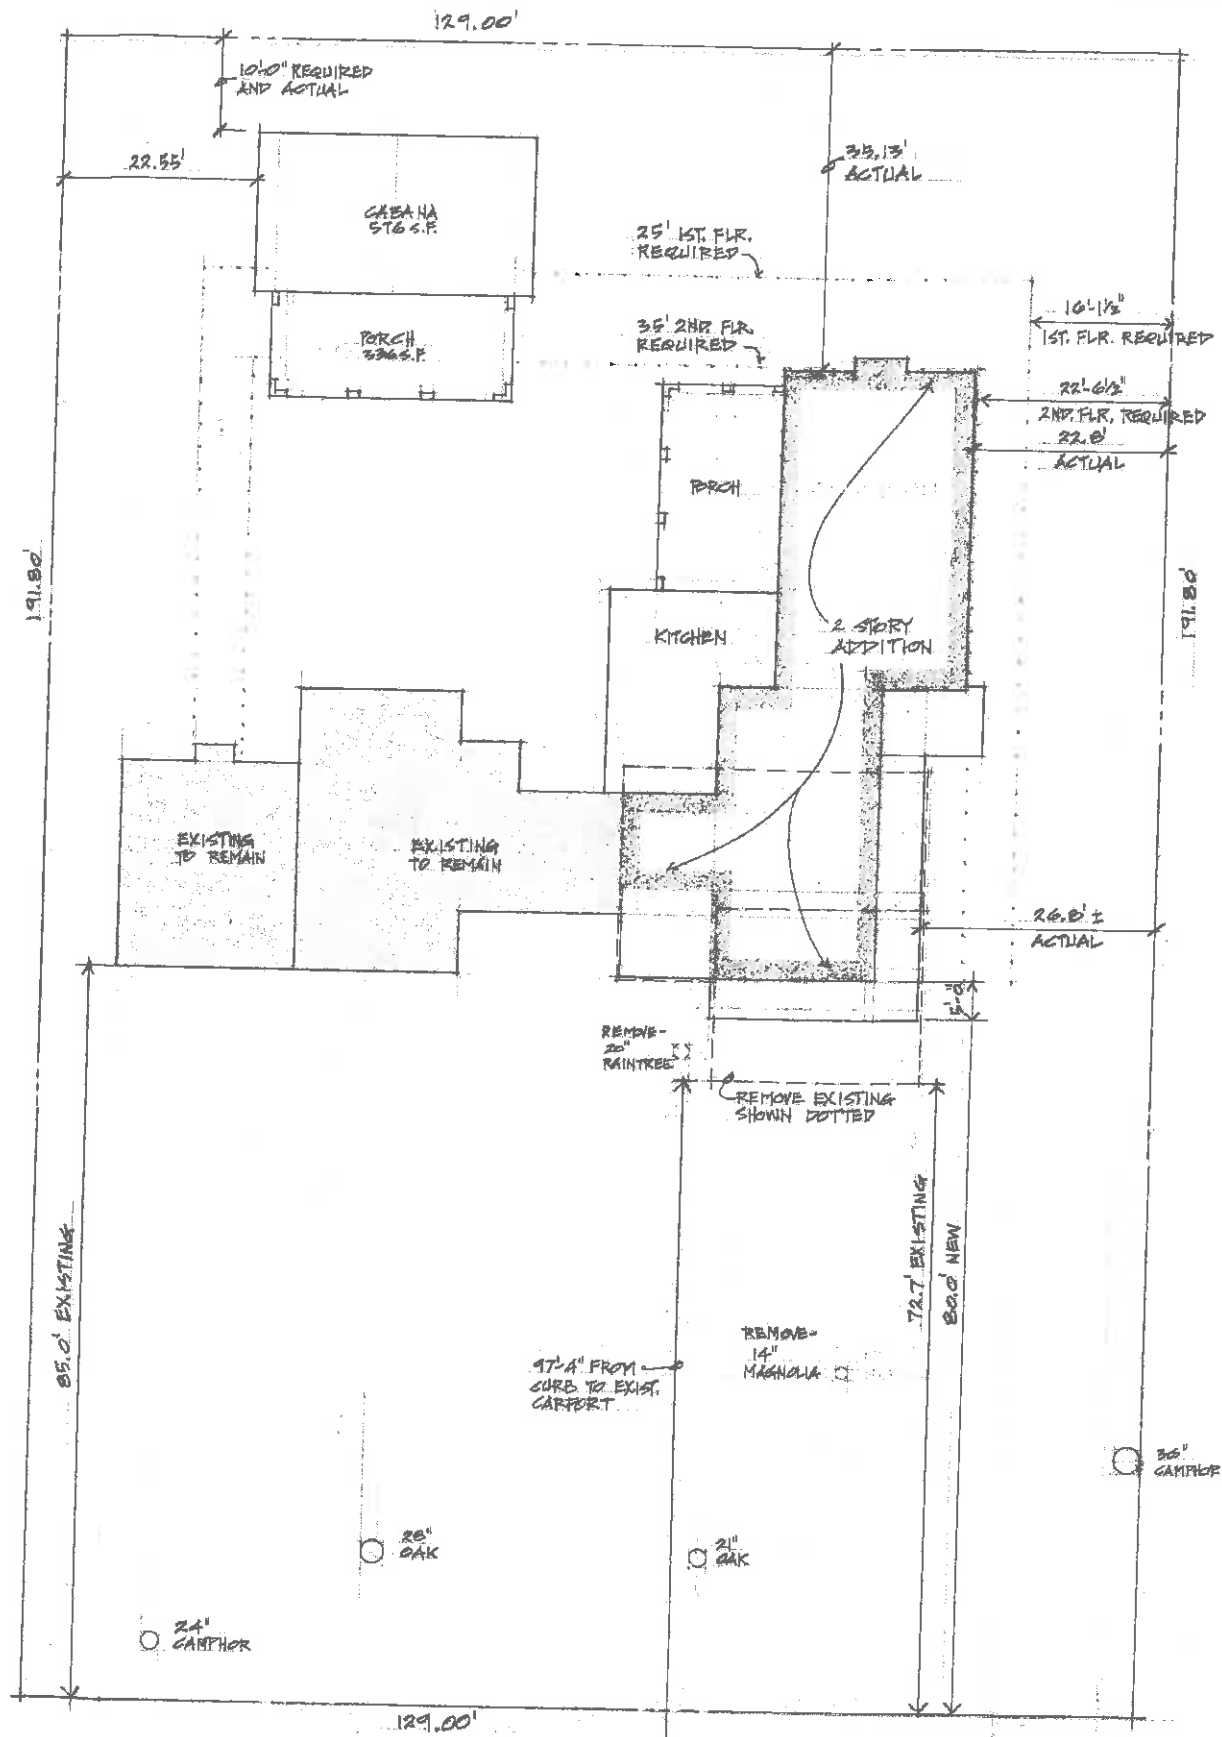 129.00'
10'-0" REQUIRED
AND ACTUAL
22.55'
35.13'
ACTUAL
CABANA
576 S.F.
25' 1ST. FLR.
REQUIRED
16'-1½"
1ST. FLR. REQUIRED
PORCH
336 S.F.
35' 2ND. FLR.
REQUIRED
22'-6½"
2ND. FLR. REQUIRED
22.8'
ACTUAL
PORCH
191.80'
191.80'
KITCHEN
2 STORY
ADDITION
EXISTING
TO REMAIN
EXISTING
TO REMAIN
26.8' ±
ACTUAL
5'-0"
REMOVE-
20"
RAINTREE
REMOVE EXISTING
SHOWN DOTTED
85.0' EXISTING
72.7' EXISTING
80.0' NEW
REMOVE-
14"
MAGNOLIA
97'-4" FROM
CURB TO EXIST.
CARPORT
36"
CAMPHOR
28"
OAK
21"
OAK
24"
CAMPHOR
129.00'